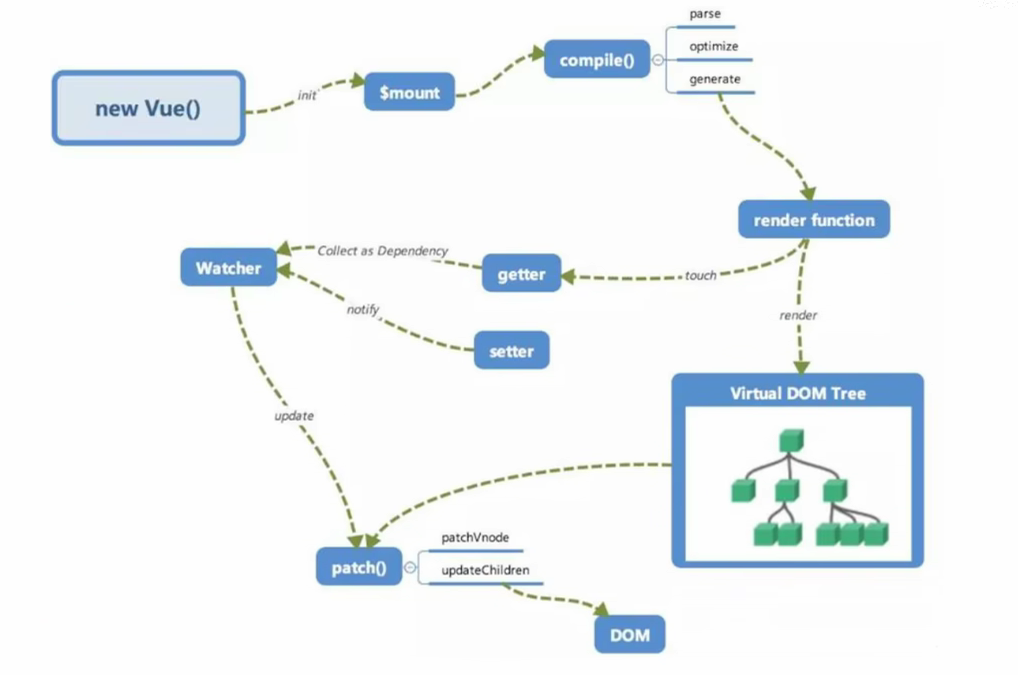 parse
optimize
compile()
generate
new Vue()
init
$mount
render function
Collect as Dependency
Watcher
getter
touch
notify
render
setter
Virtual DOM Tree
update
patchVnode
patch()
updateChildren
DOM